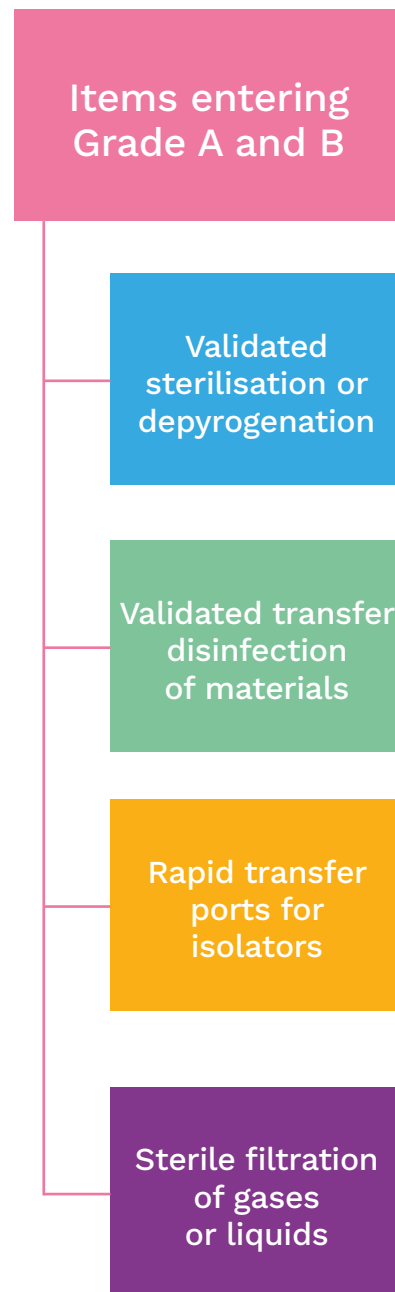 Items entering
Grade A and B
Validated
sterilisation or
depyrogenation
Validated transfer
disinfection
of materials
Rapid transfer
ports for
isolators
Sterile filtration
of gases
or liquids